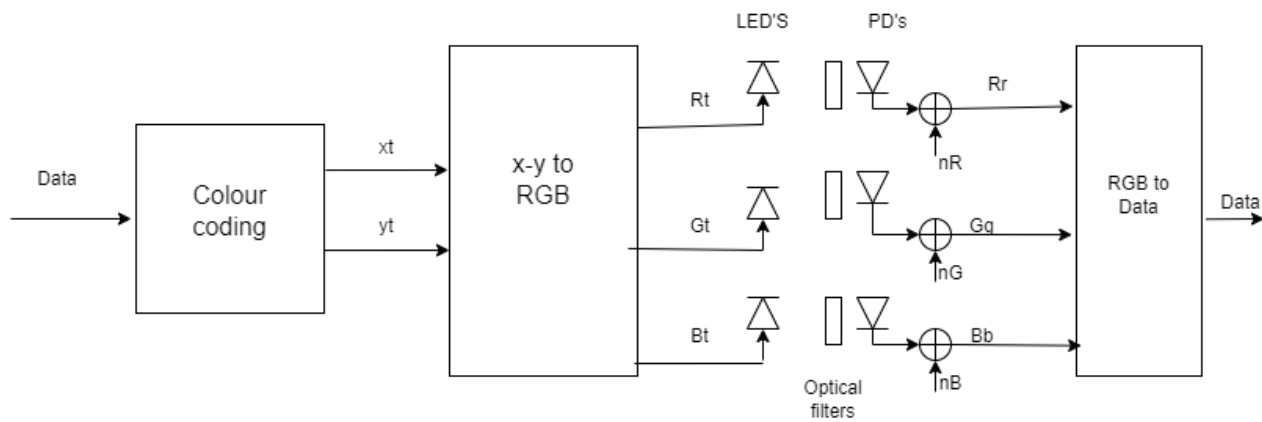 LED'S
PD's
Data
Colour
coding
xt
yt
x-y to
RGB
Rt
Gt
Bt
Optical
filters
nR
nG
nB
Rr
Gg
Bb
RGB to
Data
Data